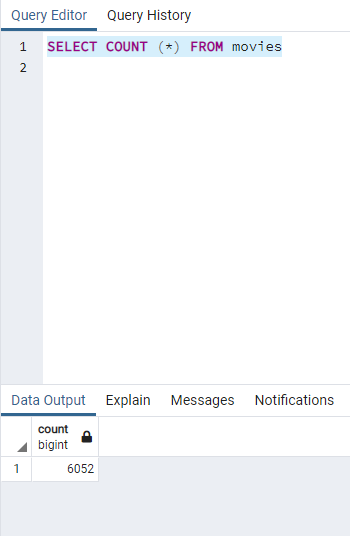 Query Editor Query History
1 SELECT COUNT (*) FROM movies
2
Data Output Explain Messages Notifications
count
bigint
1 6052